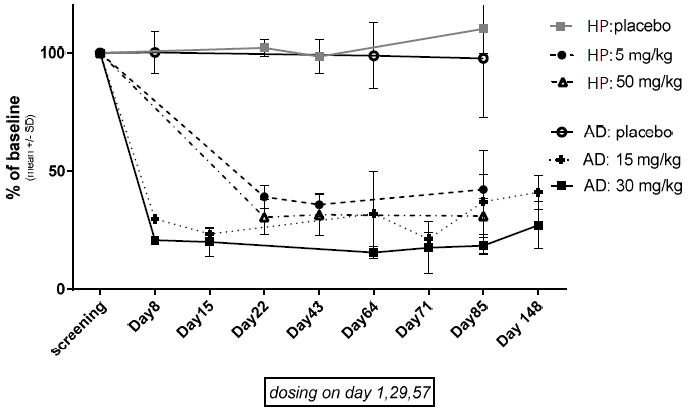 HP: placebo
HP: 5 mg/kg
HP: 50 mg/kg
AD: placebo
AD: 15 mg/kg
AD: 30 mg/kg
% of baseline
(mean +/- SD)
100
50
0
screening
Day8
Day15
Day22
Day43
Day64
Day71
Day85
Day 148
dosing on day 1,29,57